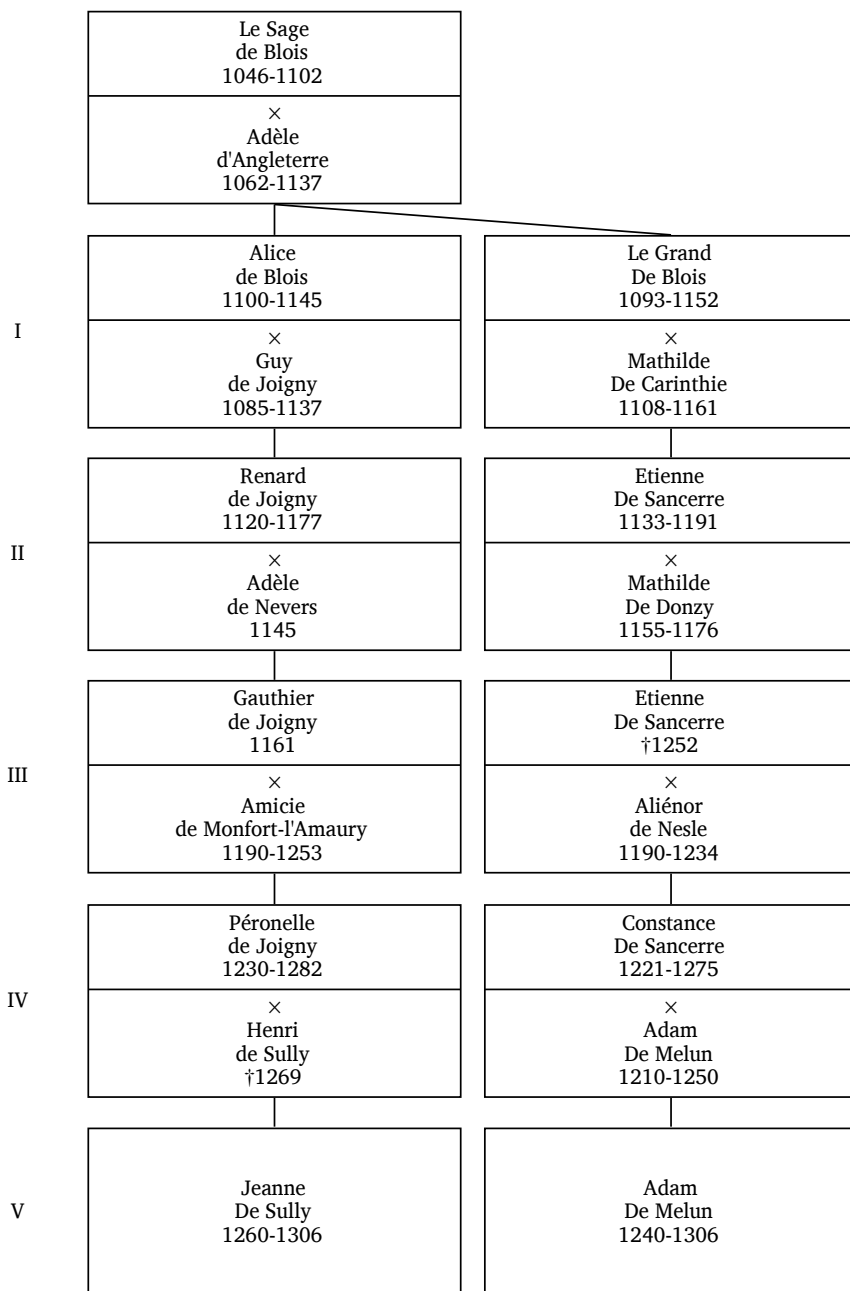 Le Sage
de Blois
1046-1102
×
Adèle
d'Angleterre
1062-1137
I
Alice
de Blois
1100-1145
×
Guy
de Joigny
1085-1137
Le Grand
De Blois
1093-1152
×
Mathilde
De Carinthie
1108-1161
II
Renard
de Joigny
1120-1177
×
Adèle
de Nevers
1145
Etienne
De Sancerre
1133-1191
×
Mathilde
De Donzy
1155-1176
III
Gauthier
de Joigny
1161
×
Amicie
de Monfort-l'Amaury
1190-1253
Etienne
De Sancerre
†1252
×
Aliénor
de Nesle
1190-1234
IV
Péronelle
de Joigny
1230-1282
×
Henri
de Sully
†1269
Constance
De Sancerre
1221-1275
×
Adam
De Melun
1210-1250
V
Jeanne
De Sully
1260-1306
Adam
De Melun
1240-1306